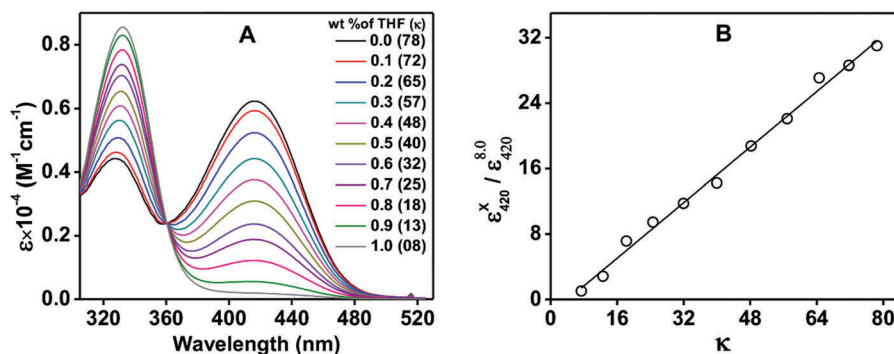 A
wt %of THF (κ)
0.0 (78)
0.1 (72)
0.2 (65)
0.3 (57)
0.4 (48)
0.5 (40)
0.6 (32)
0.7 (25)
0.8 (18)
0.9 (13)
1.0 (08)
0.8
0.6
0.4
0.2
0.0
ε×10⁻⁴ (M⁻¹cm⁻¹)
320 360 400 440 480 520
Wavelength (nm)
B
32
24
16
8
0
ε₄₂₀ˣ / ε₄₂₀⁸·⁰
0 16 32 48 64 80
κ